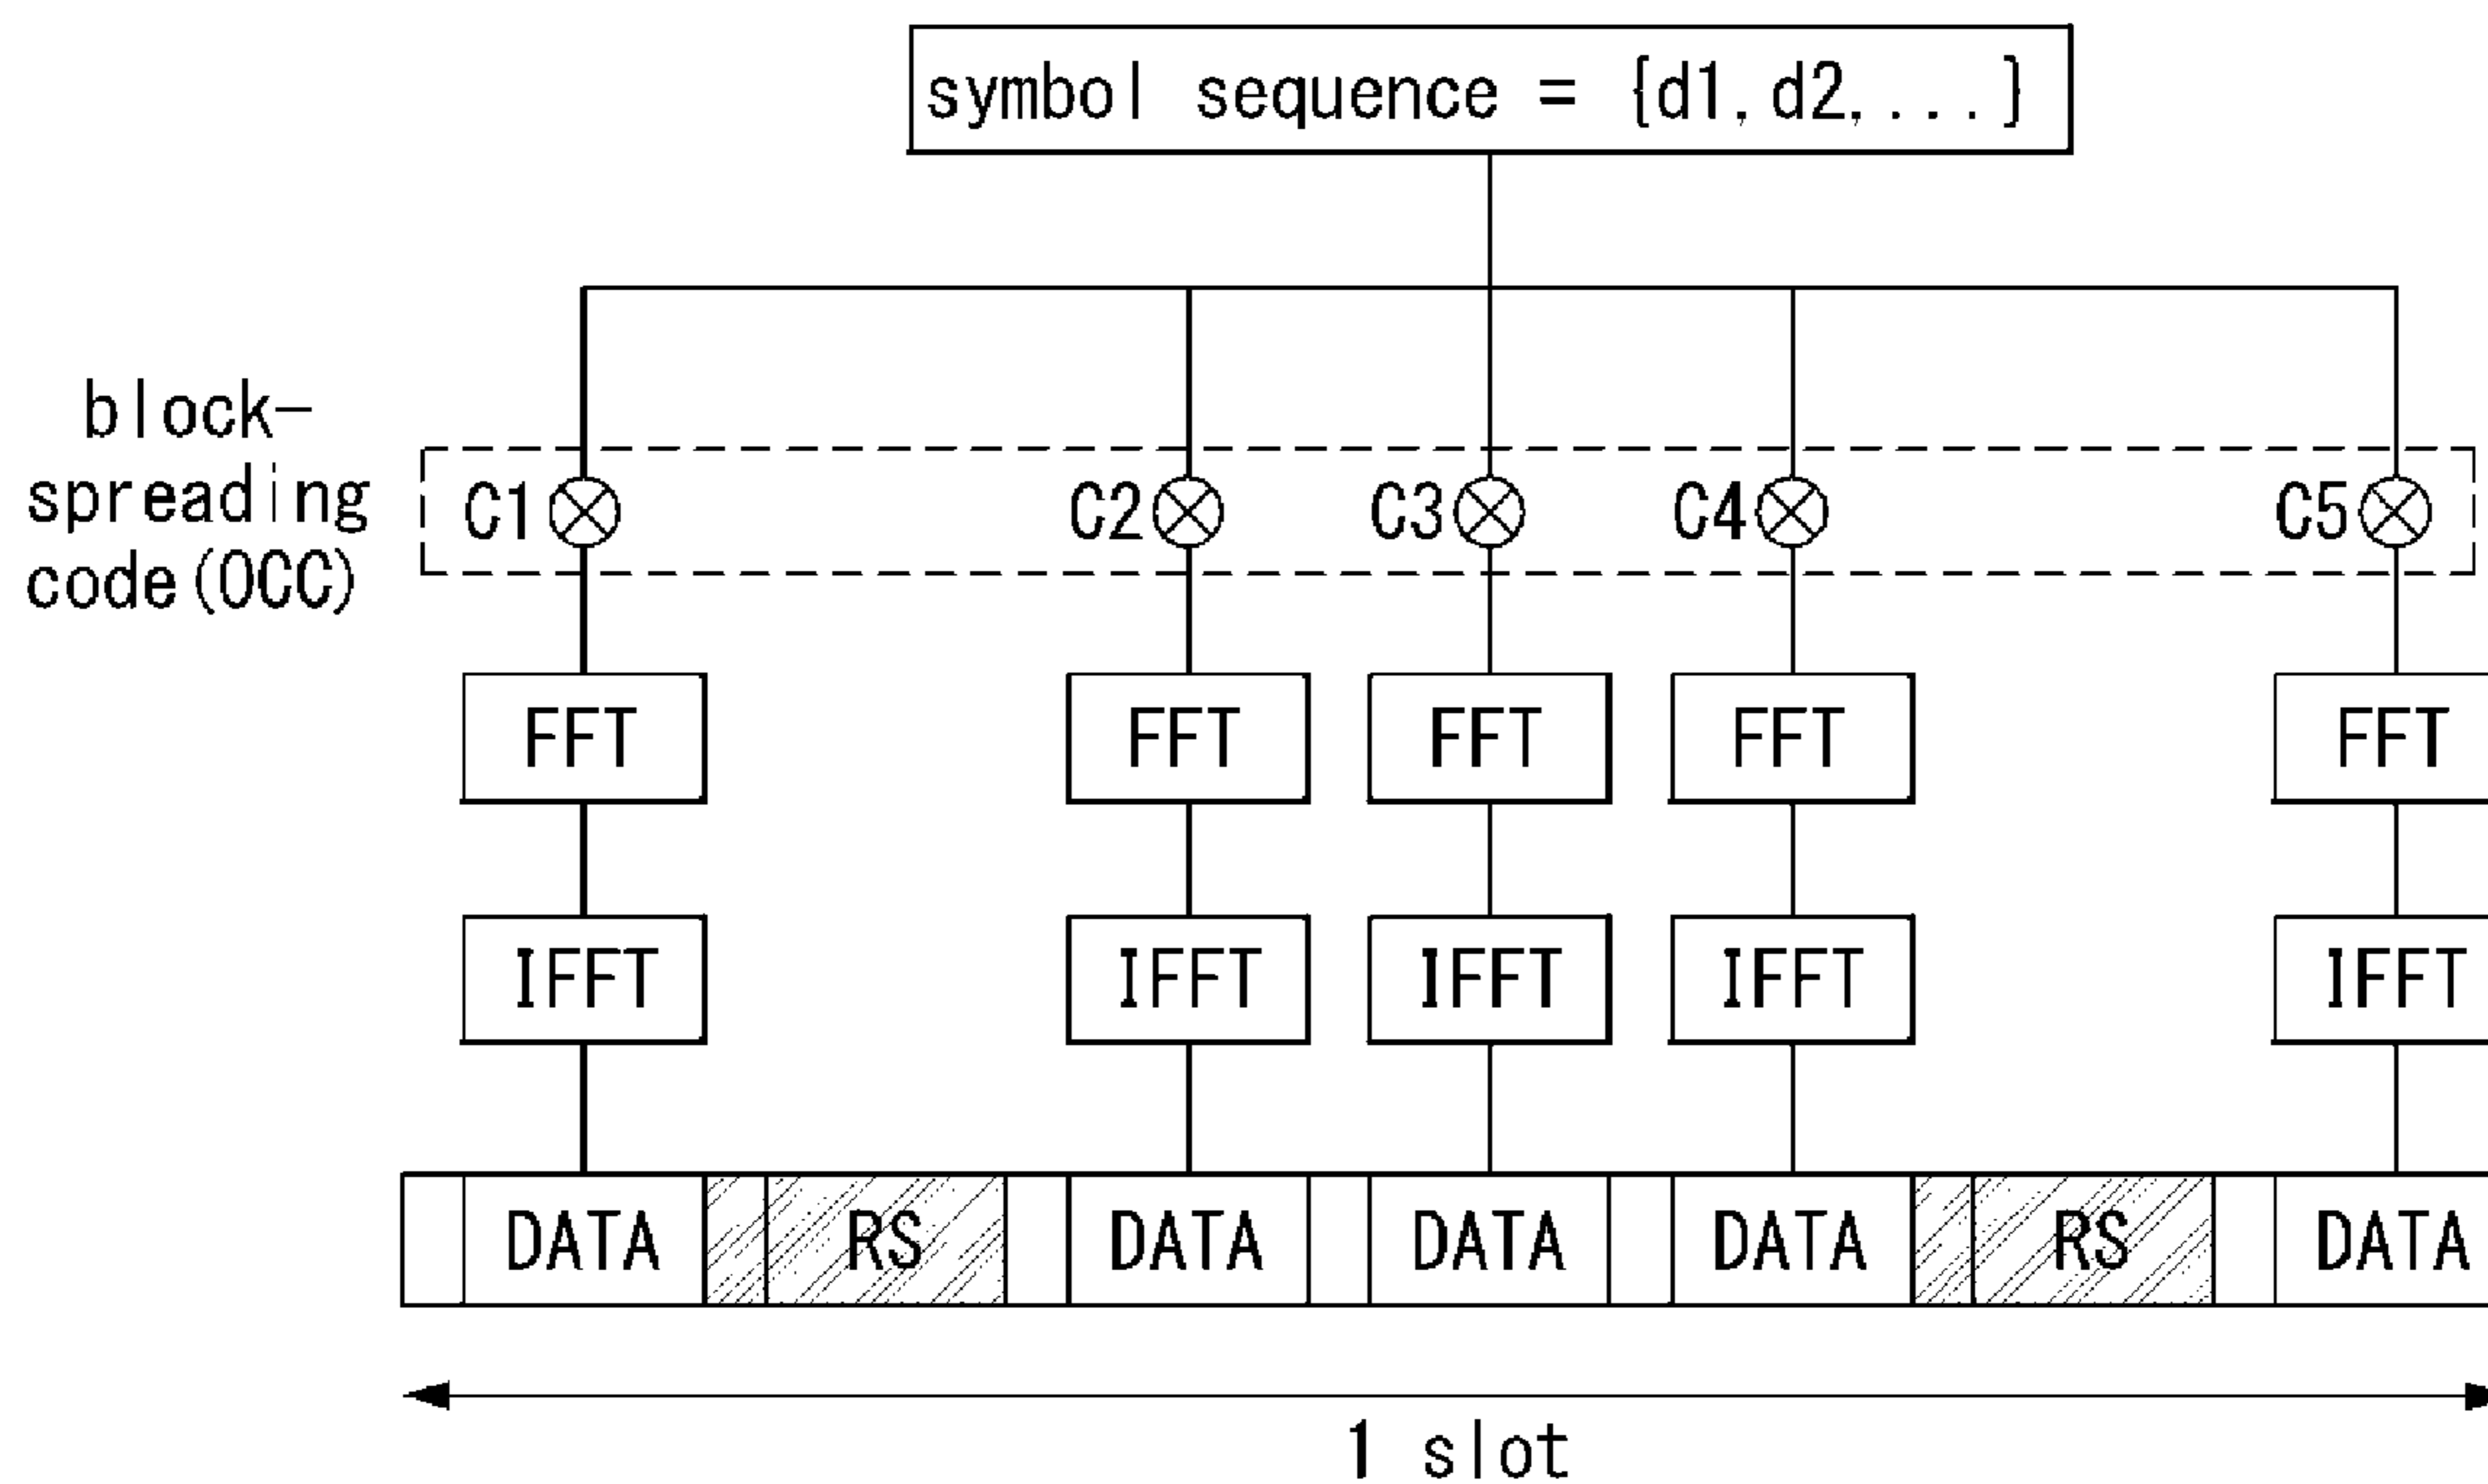 symbol sequence = {d1,d2,...}
block-
spreading
code(OCC)
C1 C2 C3 C4 C5
FFT FFT FFT FFT FFT
IFFT IFFT IFFT IFFT IFFT
DATA RS DATA DATA DATA RS DATA
1 slot